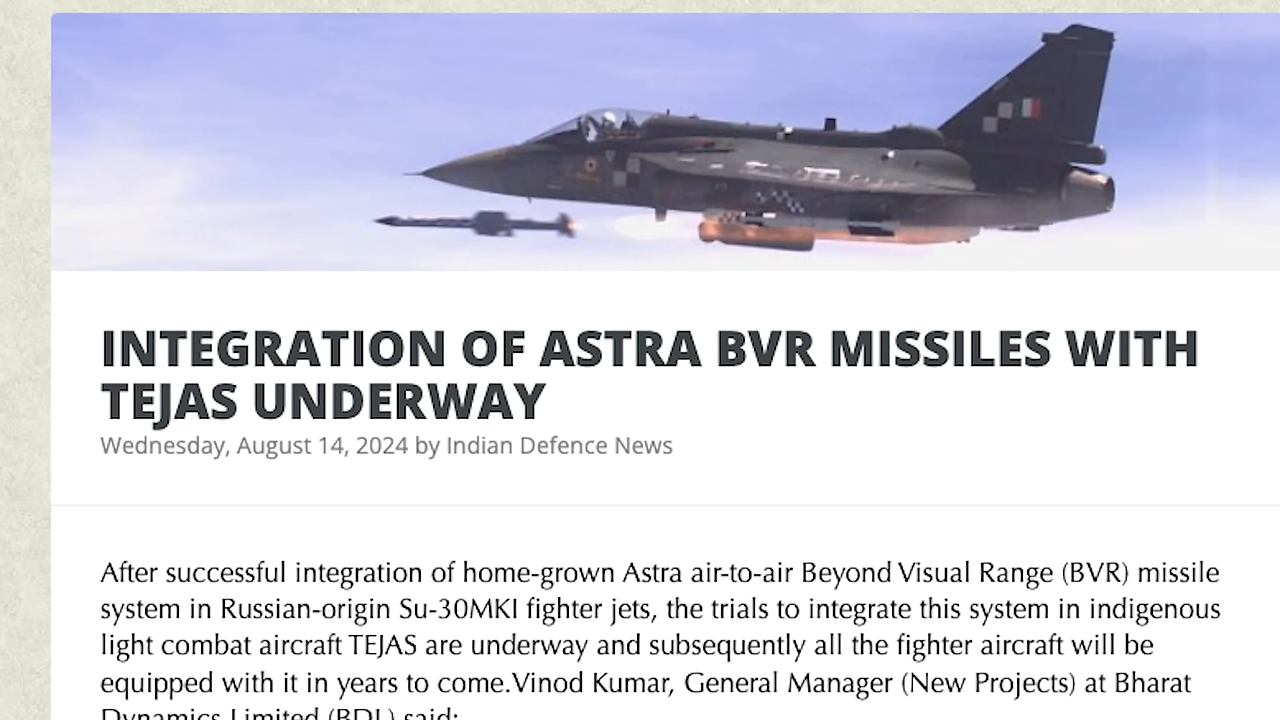 INTEGRATION OF ASTRA BVR MISSILES WITH
TEJAS UNDERWAY
Wednesday, August 14, 2024 by Indian Defence News
After successful integration of home-grown Astra air-to-air Beyond Visual Range (BVR) missile
system in Russian-origin Su-30MKI fighter jets, the trials to integrate this system in indigenous
light combat aircraft TEJAS are underway and subsequently all the fighter aircraft will be
equipped with it in years to come.Vinod Kumar, General Manager (New Projects) at Bharat
Dynamics Limited (BDL) said: